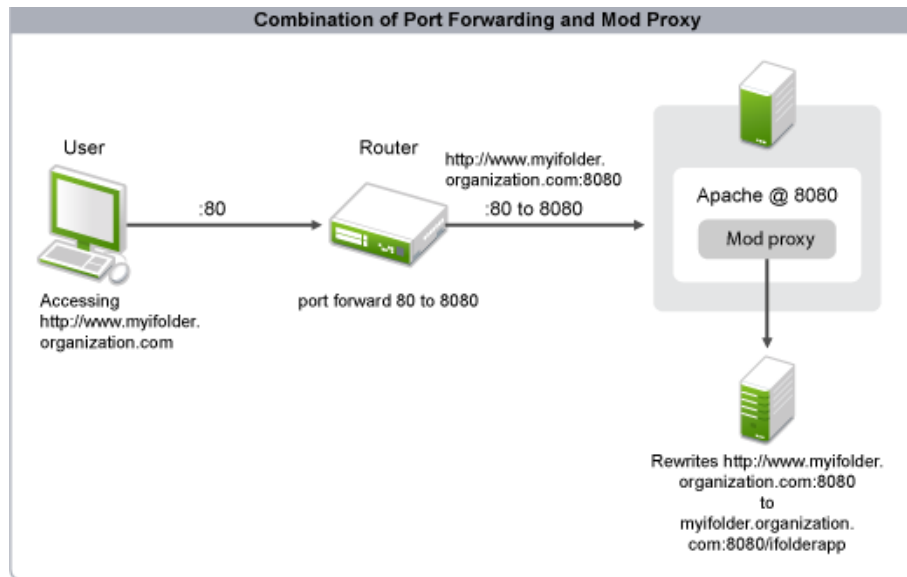 Combination of Port Forwarding and Mod Proxy
User
:80
Accessing
http://www.myifolder.
organization.com
Router
port forward 80 to 8080
http://www.myifolder.
organization.com:8080
:80 to 8080
Apache @ 8080
Mod proxy
Rewrites http://www.myifolder.
organization.com:8080
to
myifolder.organization.
com:8080/ifolderapp